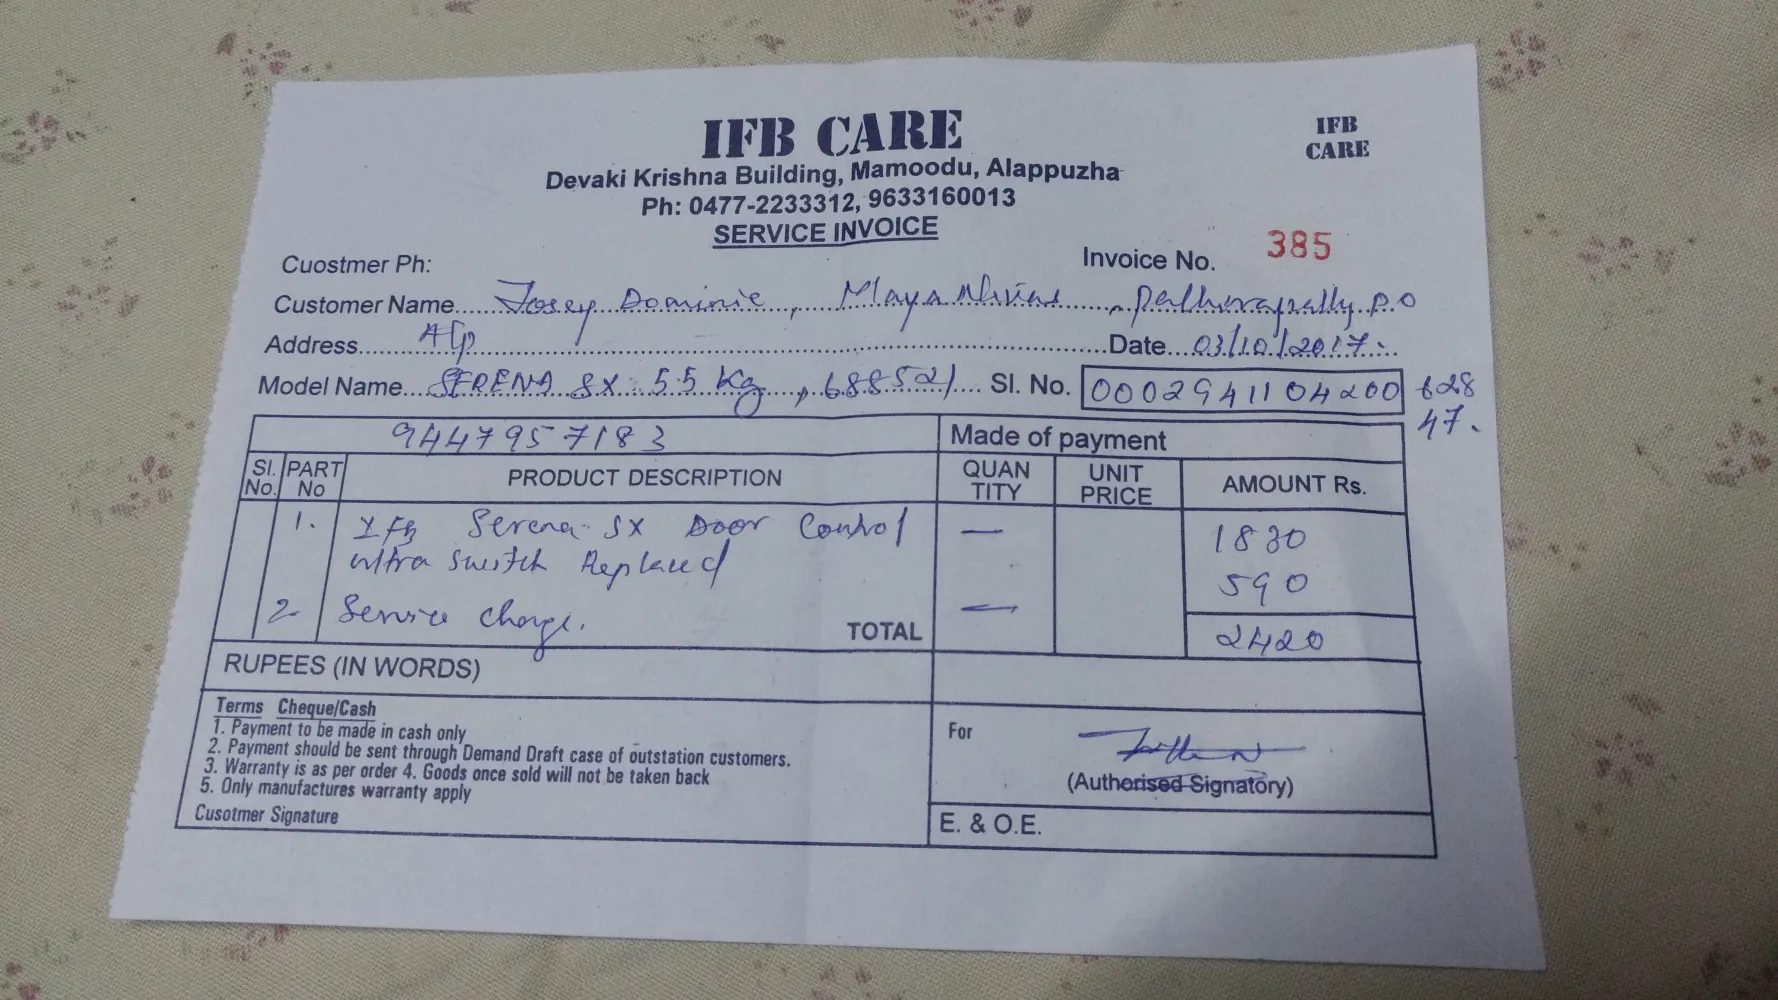 IFB CARE
IFB
CARE
Devaki Krishna Building, Mamoodu, Alappuzha
Ph: 0477-2233312, 9633160013
SERVICE INVOICE
Cuostmer Ph:
Invoice No. 385
Customer Name Josey Dominic, Maya Nivas, Pathirapally P.O
Address Alp Date 03/10/2017.
Model Name SERENA SX 5.5 Kg, 688521 Sl. No. 0002941104200 628
47.
9447957183 Made of payment
Sl. No. PART No PRODUCT DESCRIPTION QUAN TITY UNIT PRICE AMOUNT Rs.
1. IFB Serena SX Door Control — 1830
ultra switch Replaced 590
2 Service Charge. —
TOTAL 2420
RUPEES (IN WORDS)
Terms Cheque/Cash
1. Payment to be made in cash only
2. Payment should be sent through Demand Draft case of outstation customers.
3. Warranty is as per order 4. Goods once sold will not be taken back
5. Only manufactures warranty apply
Cusotmer Signature
For
(Authorised Signatory)
E. & O.E.